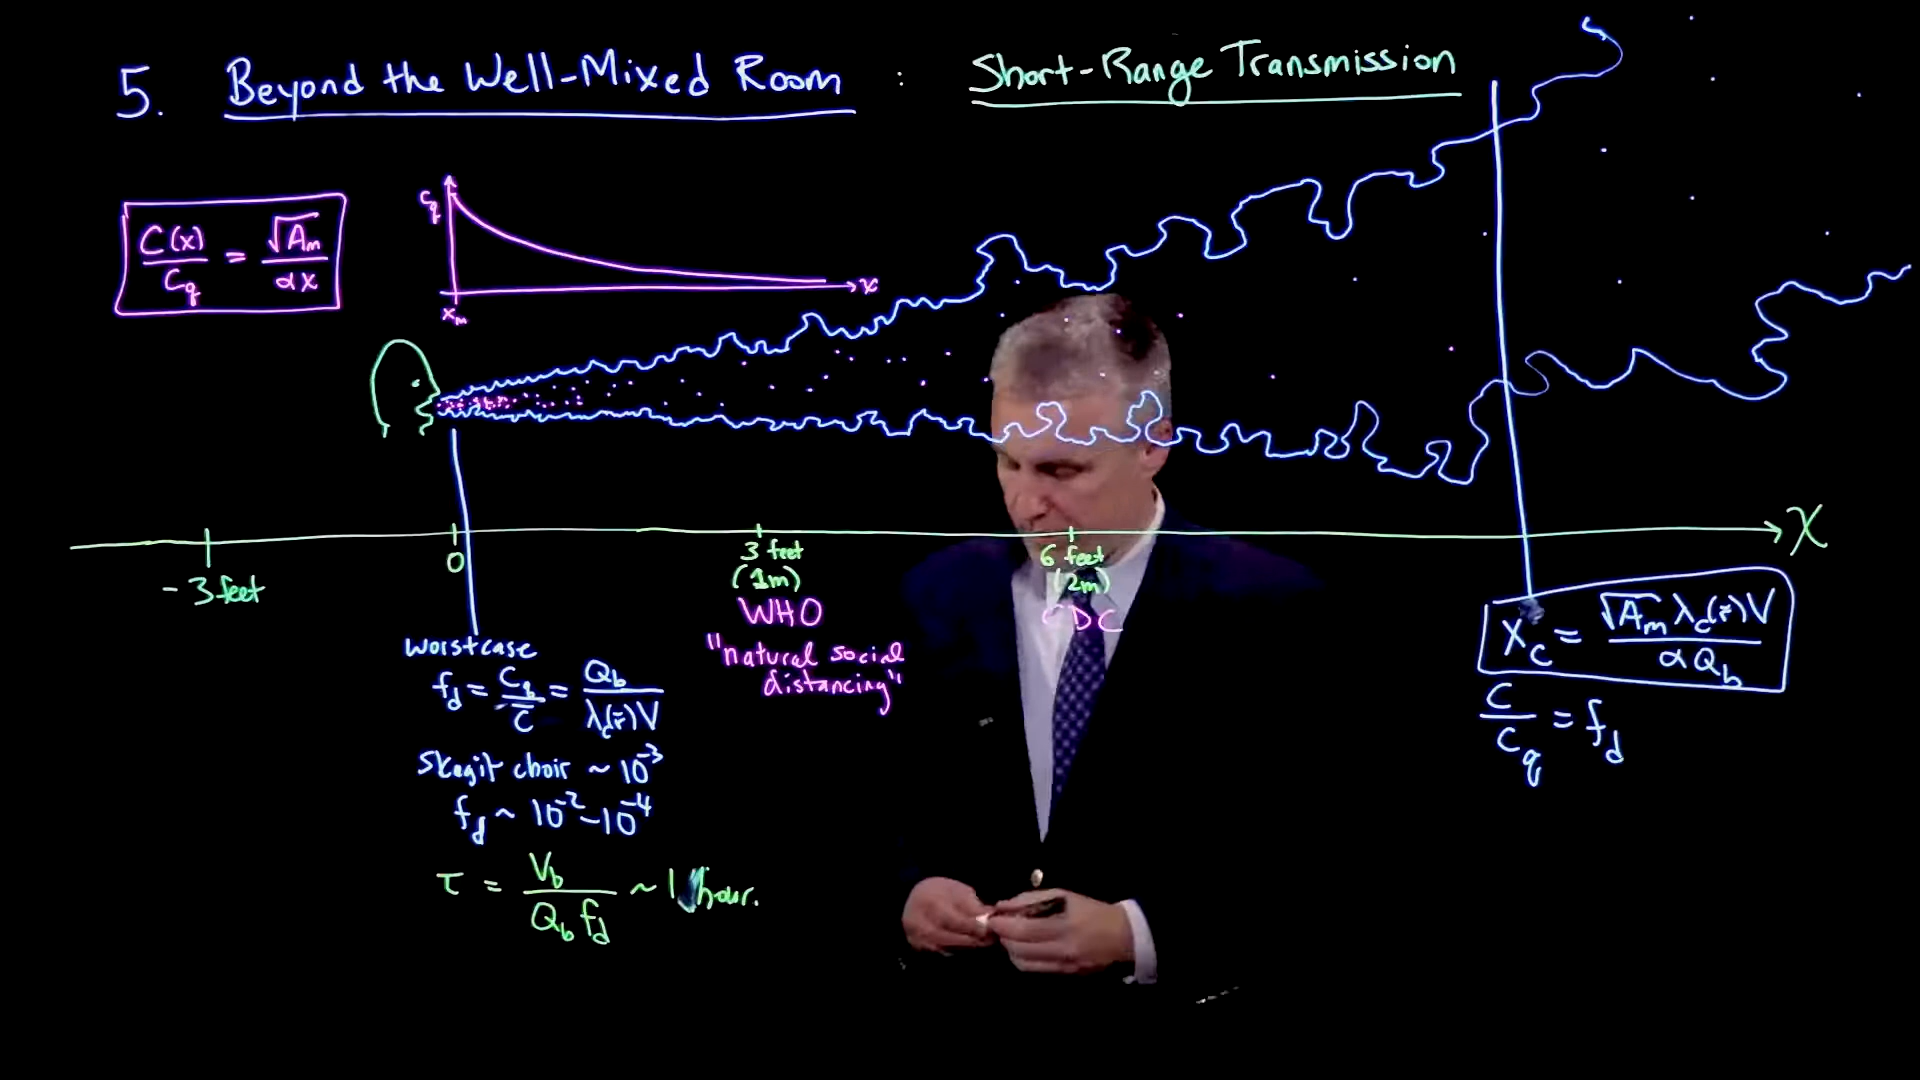 5. Beyond the Well-Mixed Room : Short-Range Transmission
C(x) / C_q = √A_m / αx
C_q
x
x_m
x
-3 feet
0
3 feet
(1m)
WHO
"natural social
distancing"
6 feet
(2m)
CDC
worst case
f_d = C_q / C̄ = Q_b / λ_c(r̄)V
Skagit choir ~ 10⁻³
f_d ~ 10⁻² – 10⁻⁴
τ = V_b / Q_b f_d ~ 1 hour.
x_c = √A_m λ_c(r̄)V / αQ_b
C / C_q = f_d